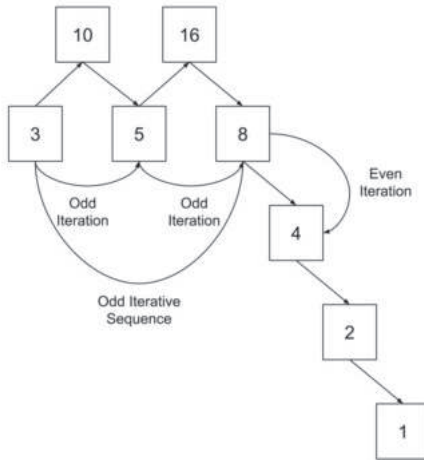 10
16
3
5
8
Odd
Iteration
Odd
Iteration
Even
Iteration
4
Odd Iterative
Sequence
2
1